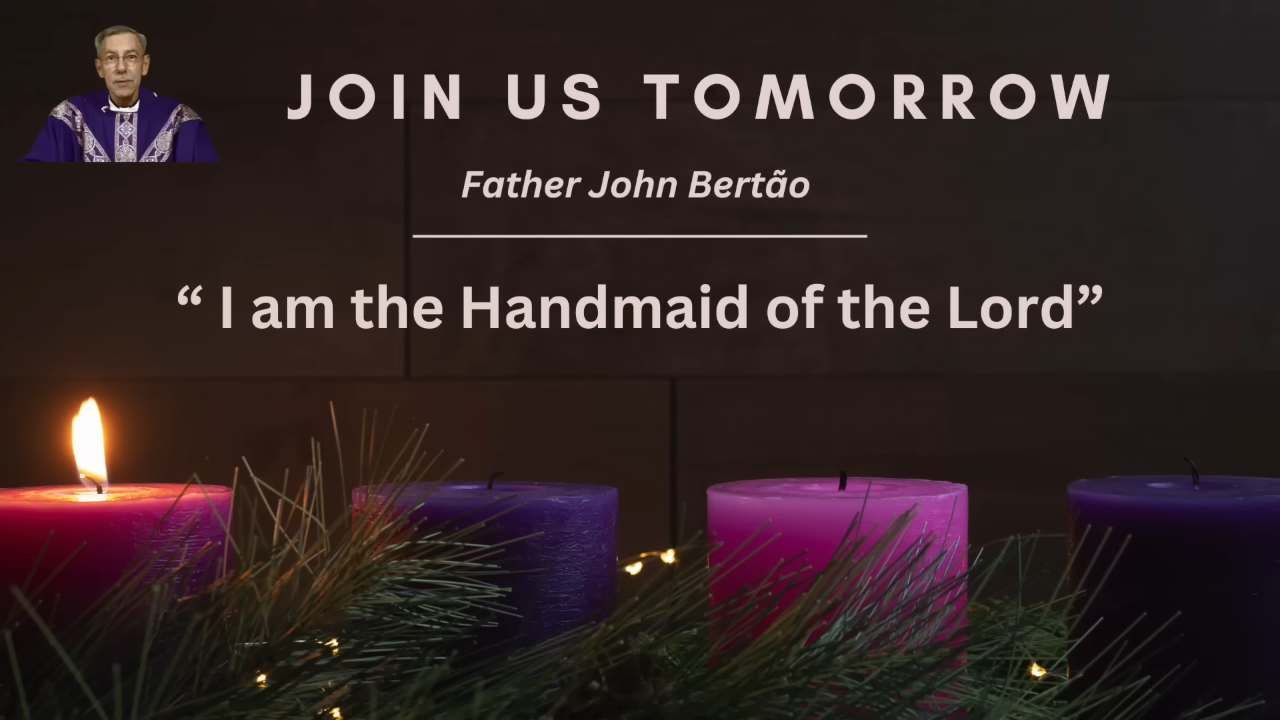 JOIN US TOMORROW
Father John Bertão
“ I am the Handmaid of the Lord”